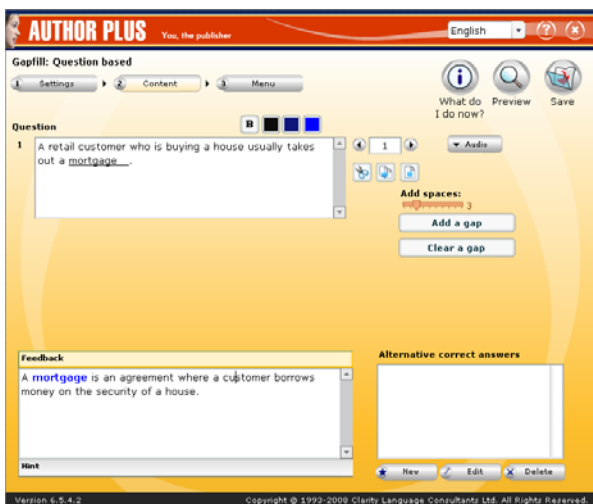 AUTHOR PLUS You, the publisher English ? x
Gapfill: Question based
1 Settings 2 Content 3 Menu
What do I do now? Preview Save
Question B
1 A retail customer who is buying a house usually takes
out a mortgage__.
1 Audio
Add spaces:
3
Add a gap
Clear a gap
Feedback
A mortgage is an agreement where a customer borrows
money on the security of a house.
Hint
Alternative correct answers
New Edit Delete
Version 6.5.4.2 Copyright © 1993-2008 Clarity Language Consultants Ltd. All Rights Reserved.